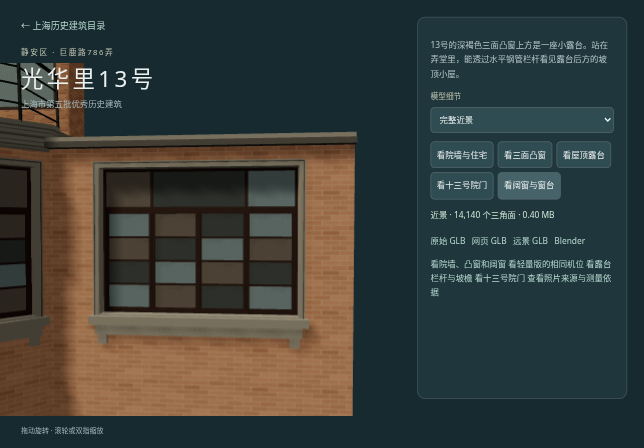 ← 上海历史建筑目录
静安区 · 巨鹿路786弄
光华里13号
上海市第五批优秀历史建筑
13号的深褐色三面凸窗上方是一座小露台。站在
弄堂里，能透过水平钢管栏杆看见露台后方的坡
顶小屋。
模型细节
完整近景
看院墙与住宅 看三面凸窗 看屋顶露台
看十三号院门 看阔窗与窗台
近景 · 14,140 个三角面 · 0.40 MB
原始 GLB 网页 GLB 远景 GLB Blender
看院墙、凸窗和阔窗 看轻量版的相同机位 看露台
栏杆与坡檐 看十三号院门 查看照片来源与测量依
据
拖动旋转 · 滚轮或双指缩放